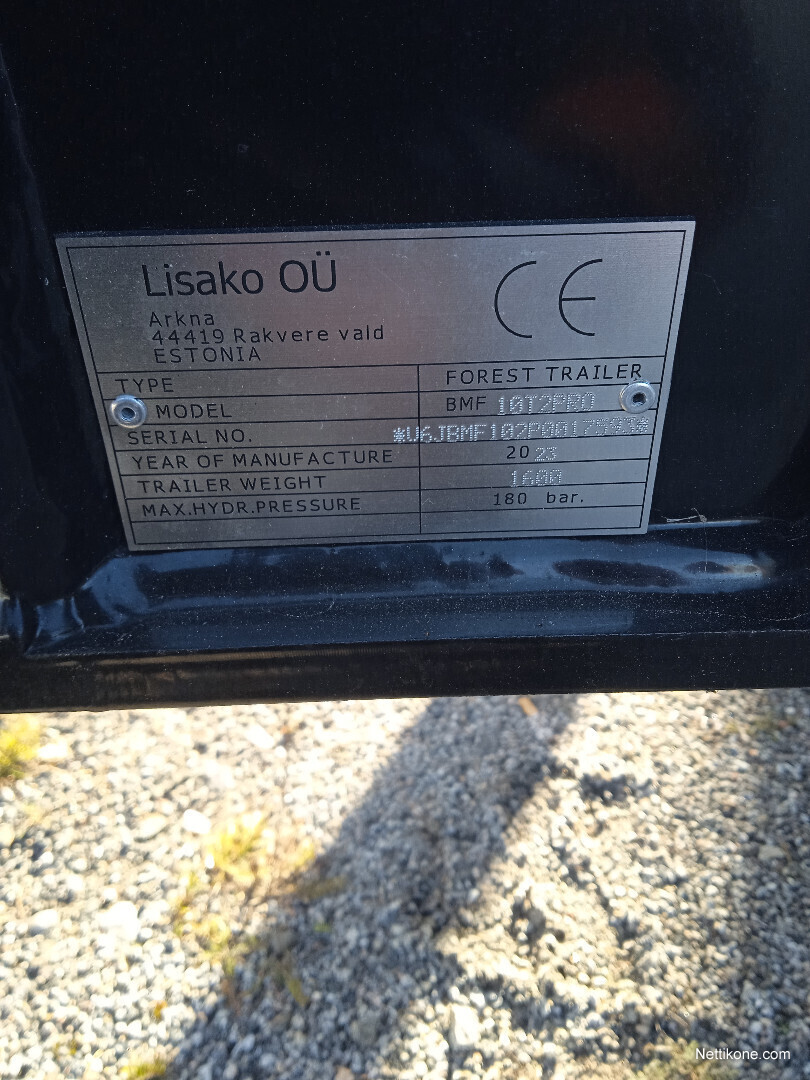 Lisako OÜ
CE
Arkna
44419 Rakvere vald
ESTONIA
TYPE FOREST TRAILER
MODEL BMF 10T2PRO
SERIAL NO.
YEAR OF MANUFACTURE 2023
TRAILER WEIGHT 1600
MAX.HYDR.PRESSURE 180 bar.
Nettikone.com